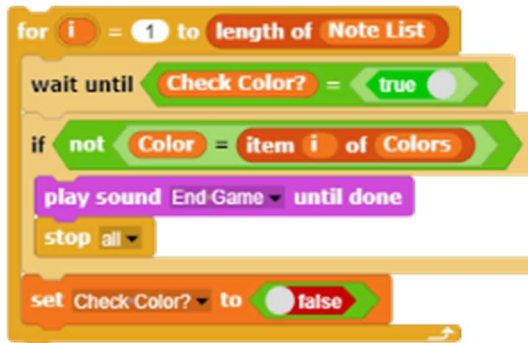 for i = 1 to length of Note List
wait until Check Color? = true
if not Color = item i of Colors
play sound End Game until done
stop all
set Check Color? to false